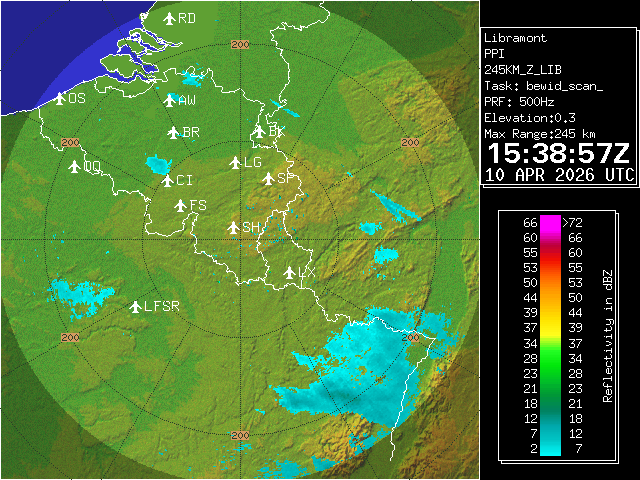 RD
200
OS
AW
BR
BK
200
200
OQ
LG
CI
SP
FS
SH
LX
LFSR
200
200
200
Libramont
PPI
245KM_Z_LIB
Task: bewid_scan_
PRF: 500Hz
Elevation:0.3
Max Range:245 km
15:38:57Z
10 APR 2026 UTC
66 >72
60 66
55 60
53 55
50 53
44 50
39 44
37 39
34 37
28 34
23 28
21 23
18 21
12 18
7 12
2 7
Reflectivity in dBZ